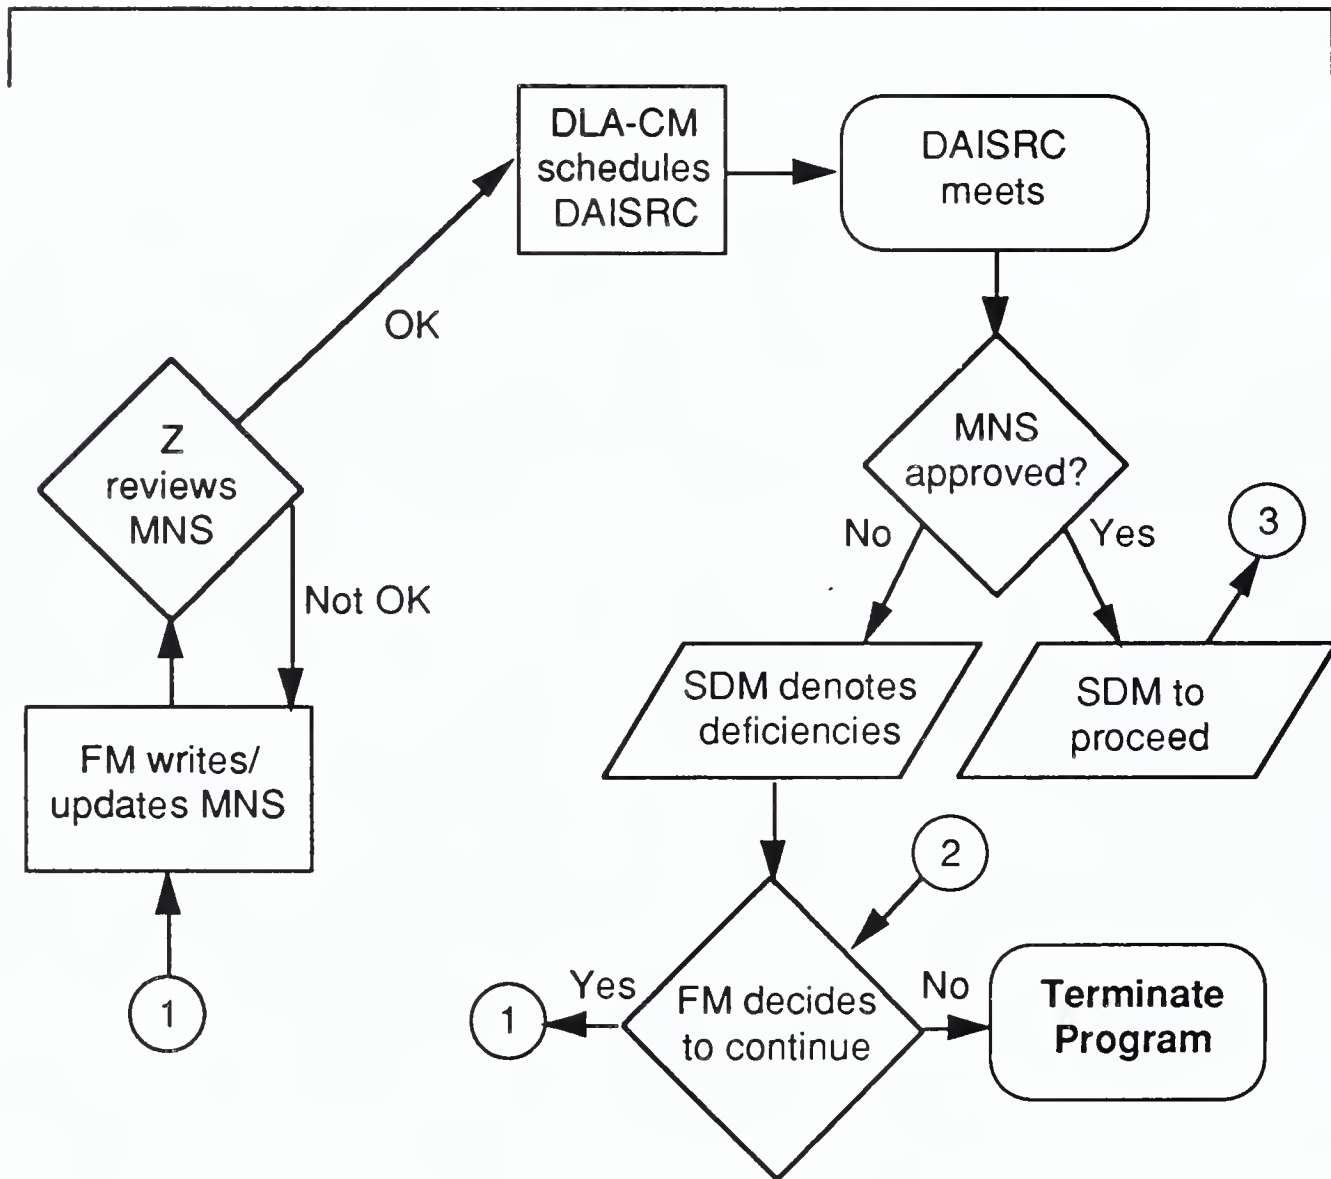 DLA-CM
schedules
DAISRC
DAISRC
meets
OK
Z
reviews
MNS
MNS
approved?
No
Yes
3
Not OK
SDM denotes
deficiencies
SDM to
proceed
FM writes/
updates MNS
2
1
1
Yes
FM decides
to continue
No
Terminate
Program